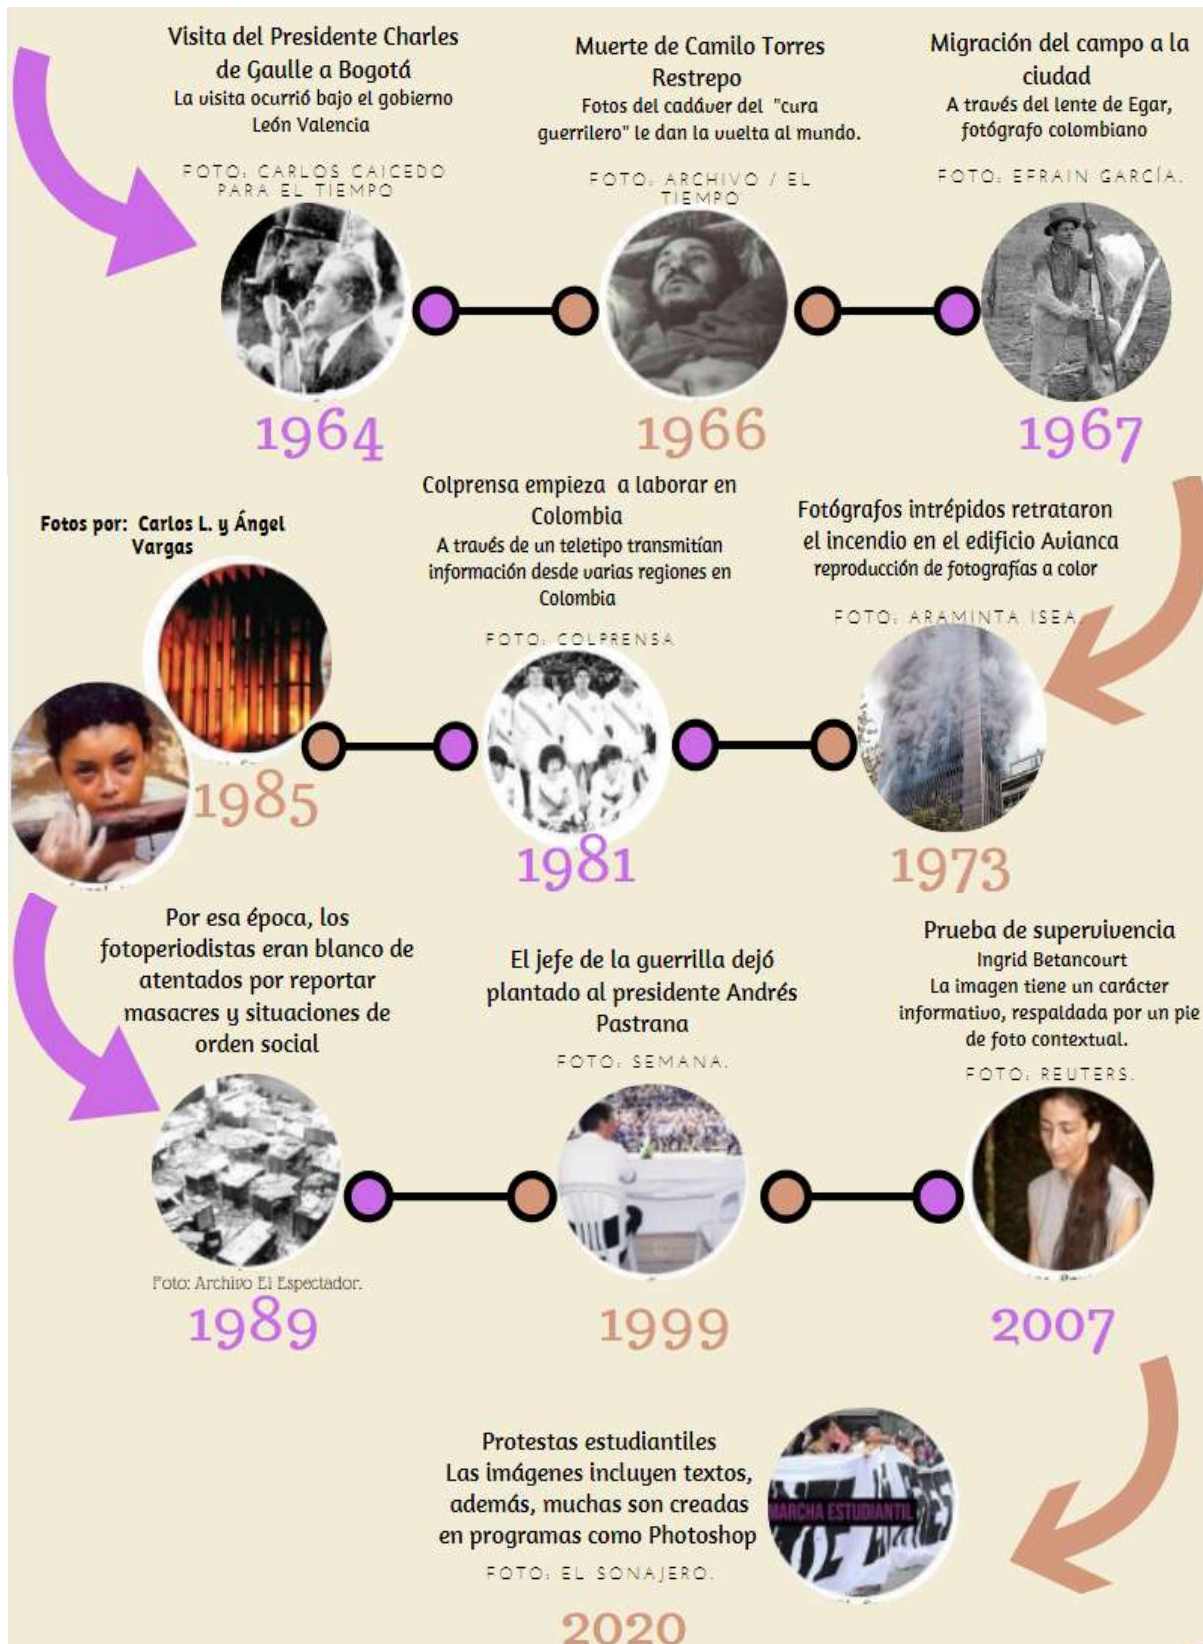 Visita del Presidente Charles
de Gaulle a Bogotá
La visita ocurrió bajo el gobierno
León Valencia
FOTO: CARLOS CAICEDO
PARA EL TIEMPO
1964
Muerte de Camilo Torres
Restrepo
Fotos del cadáver del "cura
guerrilero" le dan la vuelta al mundo.
FOTO: ARCHIVO / EL
TIEMPO
1966
Migración del campo a la
ciudad
A través del lente de Egar,
fotógrafo colombiano
FOTO: EFRAIN GARCÍA.
1967
Fotógrafos intrépidos retrataron
el incendio en el edificio Avianca
reproducción de fotografías a color
FOTO: ARAMINTA ISEA.
1973
Colprensa empieza a laborar en
Colombia
A través de un teletipo transmitían
información desde varias regiones en
Colombia
FOTO: COLPRENSA
1981
Fotos por: Carlos L. y Ángel
Vargas
1985
Por esa época, los
fotoperiodistas eran blanco de
atentados por reportar
masacres y situaciones de
orden social
Foto: Archivo El Espectador.
1989
El jefe de la guerrilla dejó
plantado al presidente Andrés
Pastrana
FOTO: SEMANA.
1999
Prueba de supervivencia
Ingrid Betancourt
La imagen tiene un carácter
informativo, respaldada por un pie
de foto contextual.
FOTO: REUTERS.
2007
Protestas estudiantiles
Las imágenes incluyen textos,
además, muchas son creadas
en programas como Photoshop
FOTO: EL SONAJERO.
MARCHA ESTUDIANTIL
2020